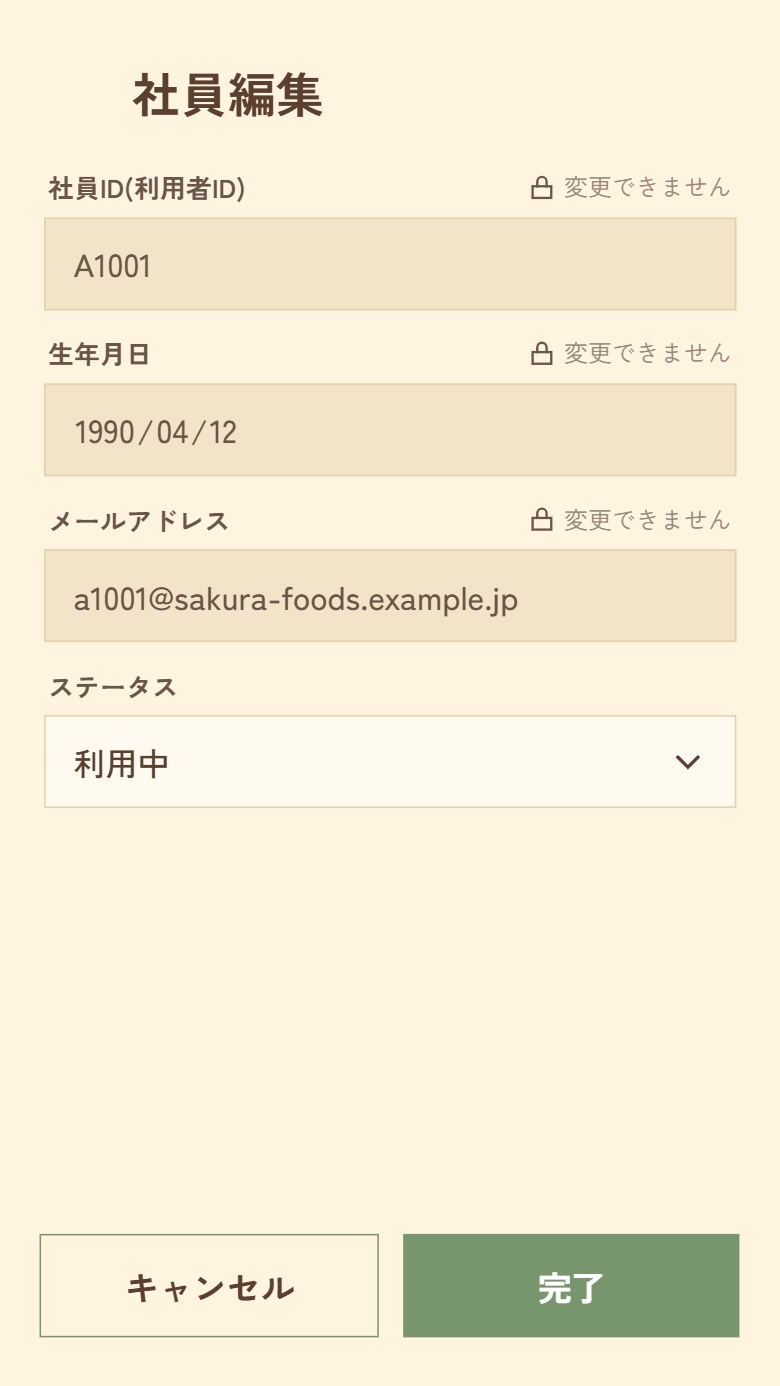 社員編集
社員ID(利用者ID) 変更できません
A1001
生年月日 変更できません
1990/04/12
メールアドレス 変更できません
a1001@sakura-foods.example.jp
ステータス
利用中
キャンセル 完了